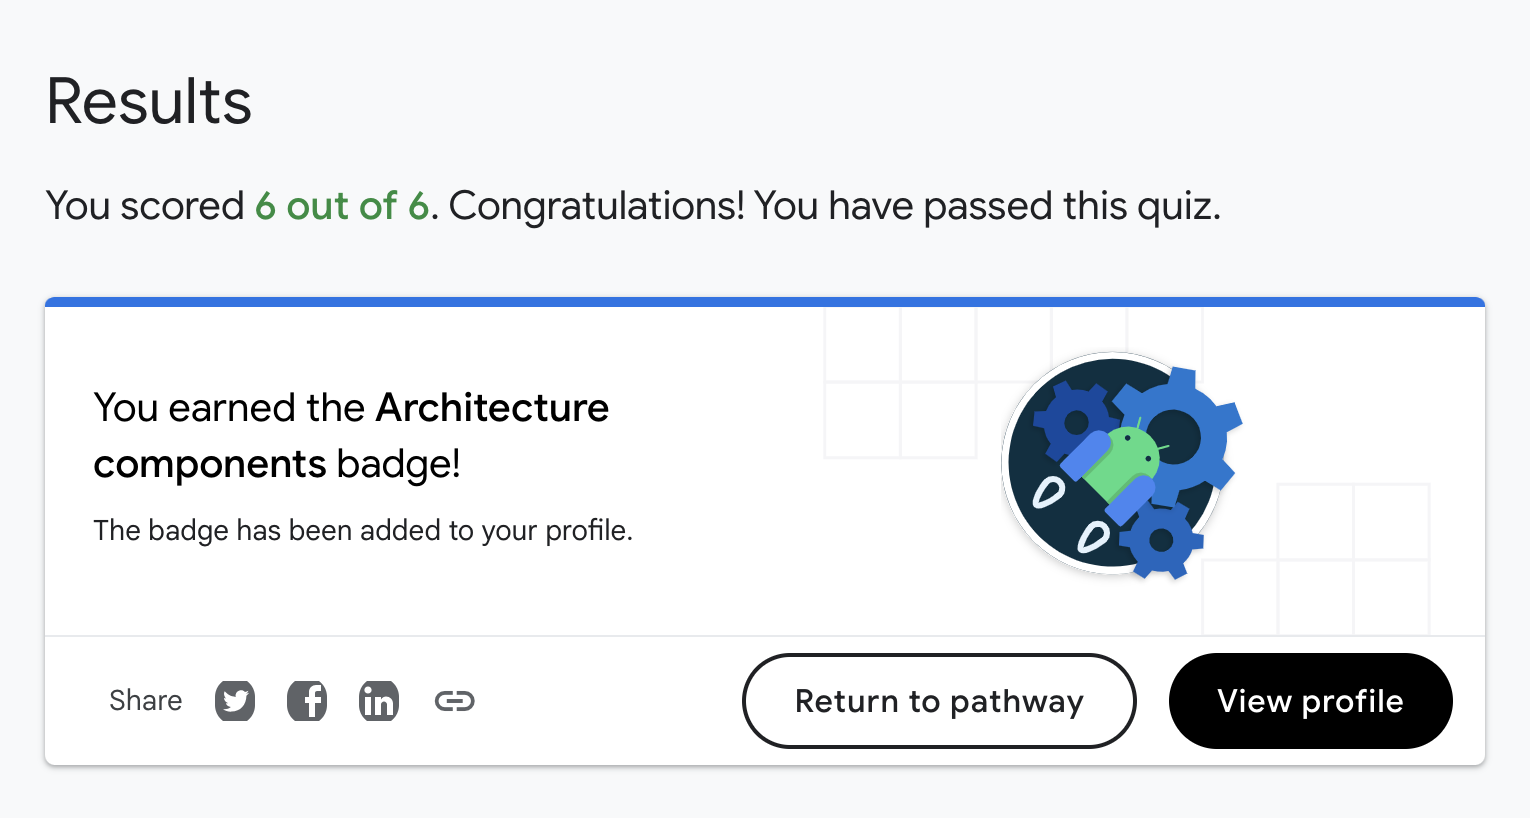 Results
You scored 6 out of 6. Congratulations! You have passed this quiz.
You earned the Architecture
components badge!
The badge has been added to your profile.
Share
Return to pathway
View profile